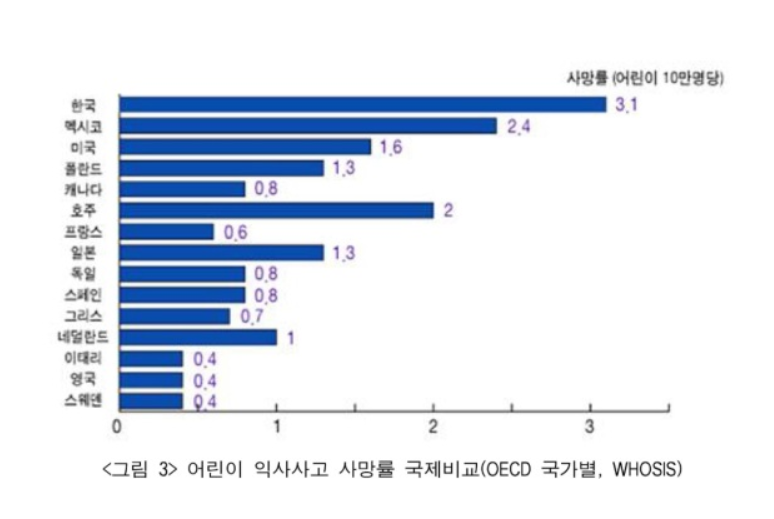 사망률 (어린이 10만명당)
한국 3.1
멕시코 2.4
미국 1.6
폴란드 1.3
캐나다 0.8
호주 2
프랑스 0.6
일본 1.3
독일 0.8
스페인 0.8
그리스 0.7
네덜란드 1
이태리 0.4
영국 0.4
스웨덴 0.4
0 1 2 3
<그림 3> 어린이 익사사고 사망률 국제비교(OECD 국가별, WHOSIS)